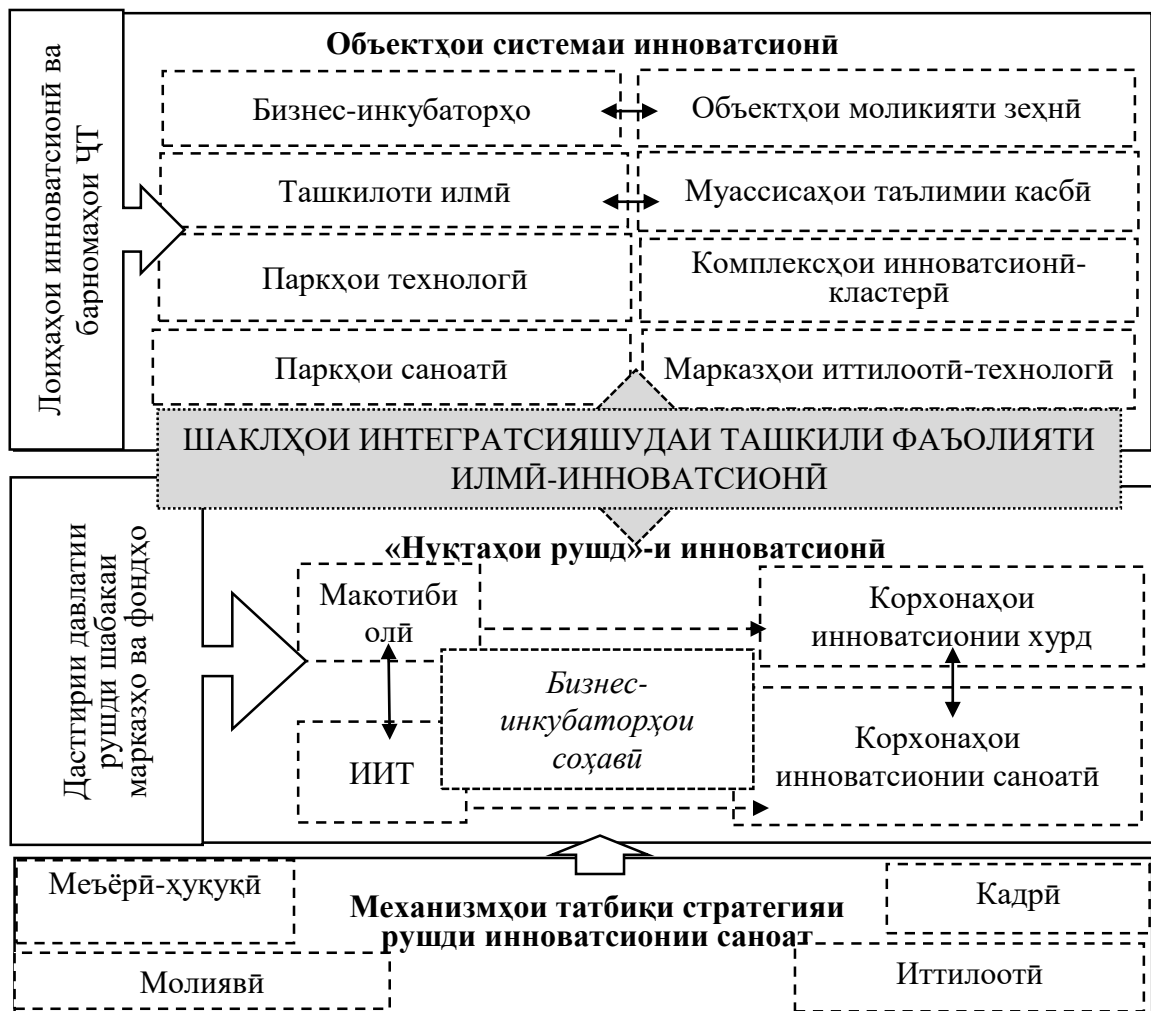 Лоиҳаҳои инноватсионӣ ва
барномаҳои ҶТ
Объектҳои системаи инноватсионӣ
Бизнес-инкубаторҳо
Объектҳои моликияти зеҳнӣ
Ташкилоти илмӣ
Муассисаҳои таълимии касбӣ
Паркҳои технологӣ
Комплексҳои инноватсионӣ-
кластерӣ
Паркҳои саноатӣ
Марказҳои иттилоотӣ-технологӣ
ШАКЛҲОИ ИНТЕГРАТСИЯШУДАИ ТАШКИЛИ ФАЪОЛИЯТИ
ИЛМӢ-ИННОВАТСИОНӢ
Дастгирии давлатии
рушди шабакаи
марказҳо ва фондҳо
«Нуқтаҳои рушд»-и инноватсионӣ
Макотиби
олӣ
Корхонаҳои
инноватсионии хурд
Бизнес-
инкубаторҳои
соҳавӣ
ИИТ
Корхонаҳои
инноватсионии саноатӣ
Меъёрӣ-ҳуқуқӣ
Кадрӣ
Механизмҳои татбиқи стратегияи
рушди инноватсионии саноат
Молиявӣ
Иттилоотӣ